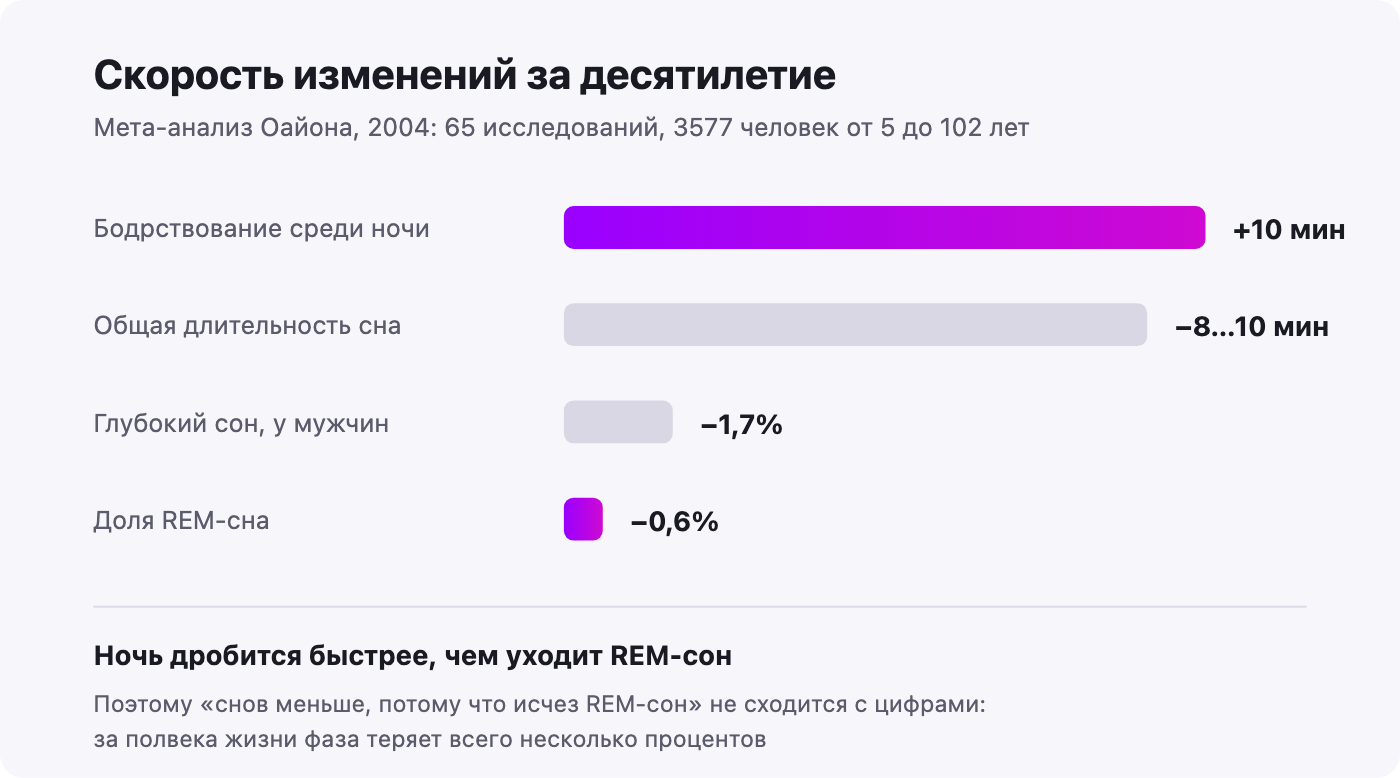 Скорость изменений за десятилетие
Мета-анализ Оайона, 2004: 65 исследований, 3577 человек от 5 до 102 лет
Бодрствование среди ночи
+10 мин
Общая длительность сна
−8…10 мин
Глубокий сон, у мужчин
−1,7%
Доля REM-сна
−0,6%
Ночь дробится быстрее, чем уходит REM-сон
Поэтому «снов меньше, потому что исчез REM-сон» не сходится с цифрами:
за полвека жизни фаза теряет всего несколько процентов